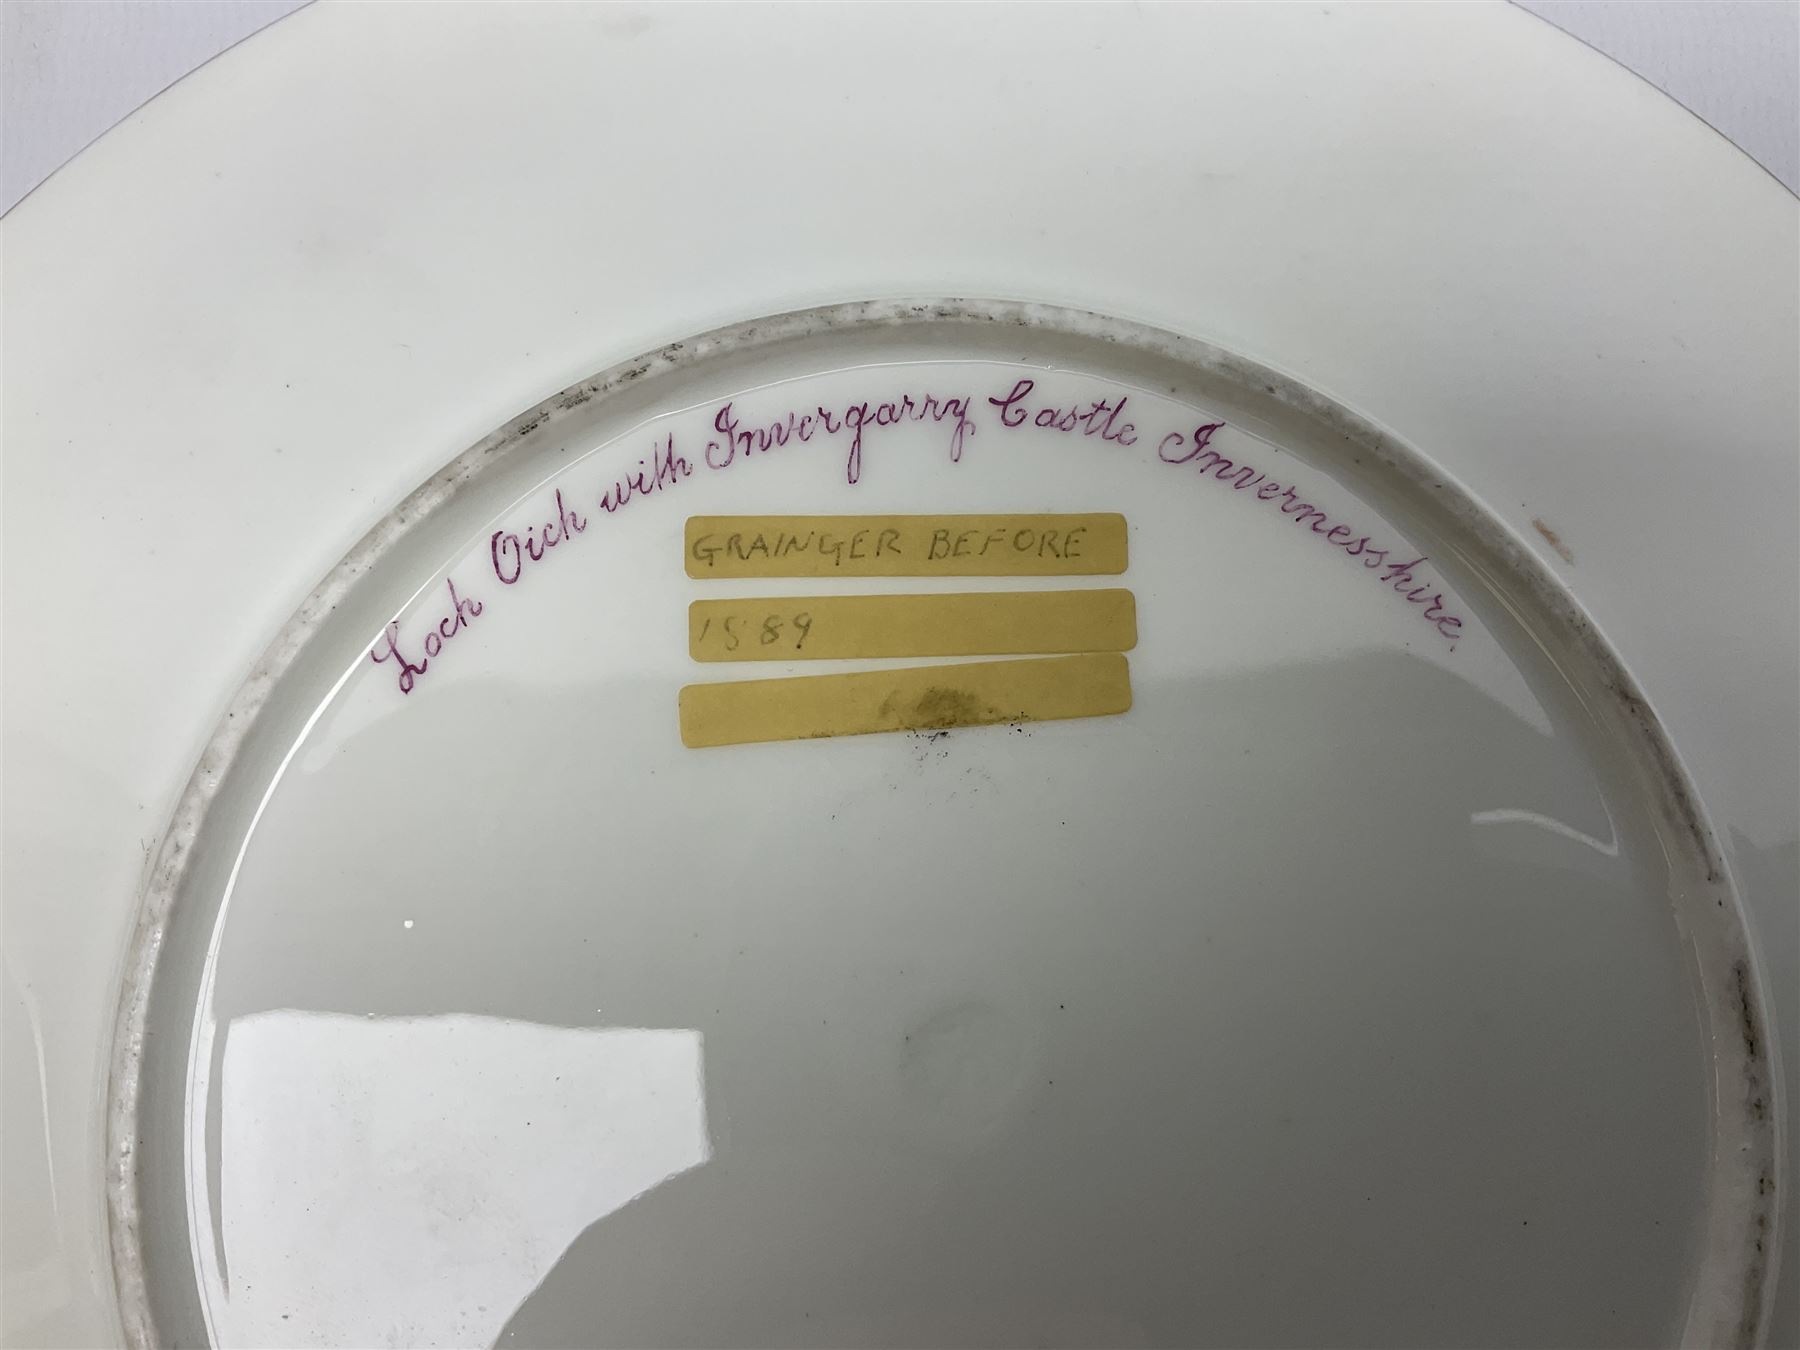 Loch Oich with Invergarry Castle Invernesshire.
GRAINGER BEFORE
1889